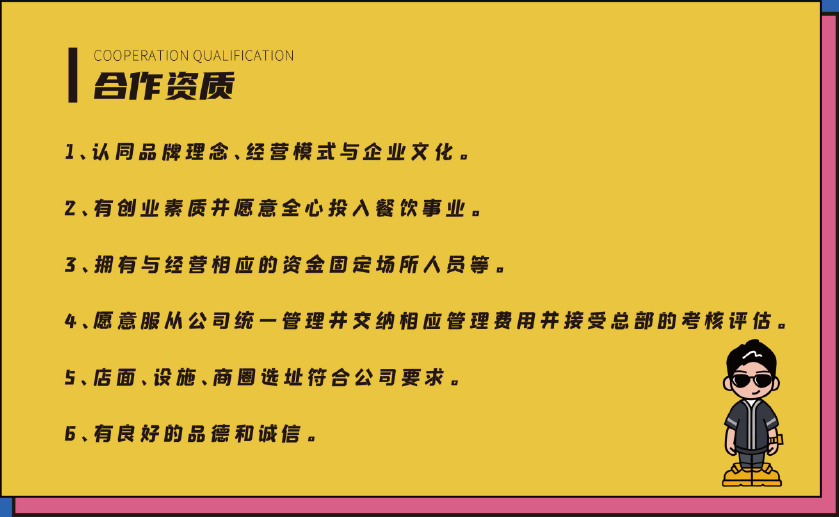 COOPERATION QUALIFICATION
合作资质
1、认同品牌理念、经营模式与企业文化。
2、有创业素质并愿意全心投入餐饮事业。
3、拥有与经营相应的资金固定场所人员等。
4、愿意服从公司统一管理并交纳相应管理费用并接受总部的考核评估。
5、店面、设施、商圈选址符合公司要求。
6、有良好的品德和诚信。